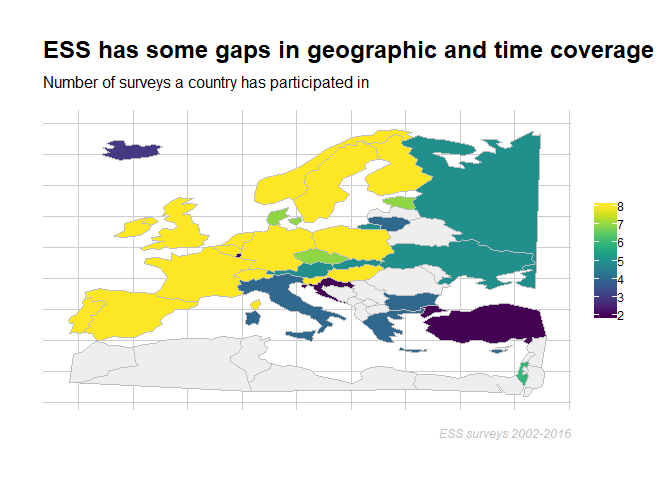 ESS has some gaps in geographic and time coverage
Number of surveys a country has participated in
8
7
6
5
4
3
2
ESS surveys 2002-2016